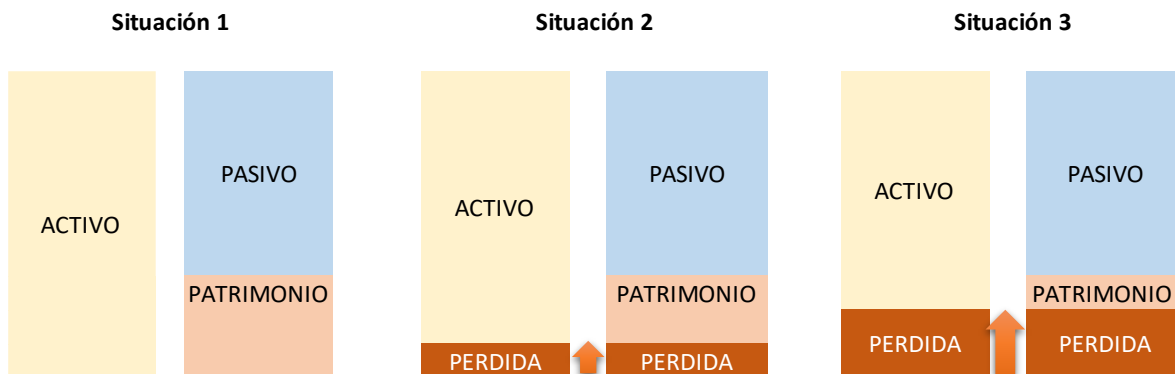 Situación 1
Situación 2
Situación 3
ACTIVO
PASIVO
PATRIMONIO
ACTIVO
PERDIDA
PASIVO
PATRIMONIO
PERDIDA
ACTIVO
PERDIDA
PASIVO
PATRIMONIO
PERDIDA